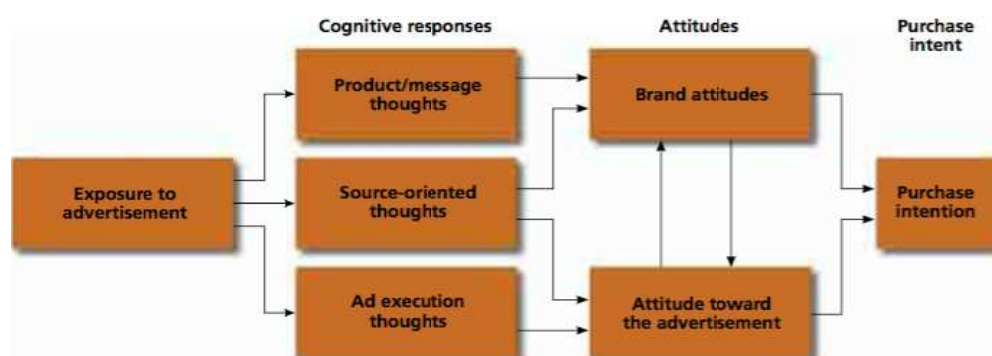 Cognitive responses
Attitudes
Purchase
intent
Product/message
thoughts
Brand attitudes
Exposure to
advertisement
Source-oriented
thoughts
Purchase
intention
Ad execution
thoughts
Attitude toward
the advertisement